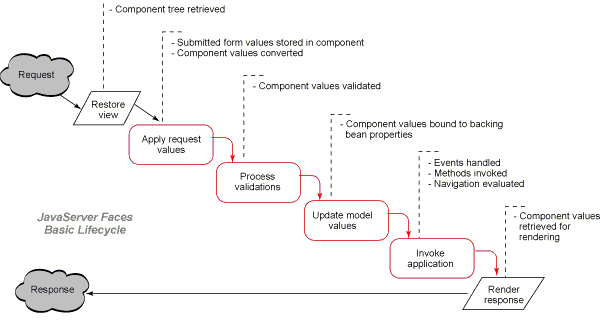 - Component tree retrieved
- Submitted form values stored in component
- Component values converted
Request
- Component values validated
Restore
view
- Component values bound to backing
bean properties
Apply request
values
- Events handled
- Methods invoked
- Navigation evaluated
Process
validations
- Component values
retrieved for
rendering
JavaServer Faces
Basic Lifecycle
Update model
values
Invoke
application
Response
Render
response